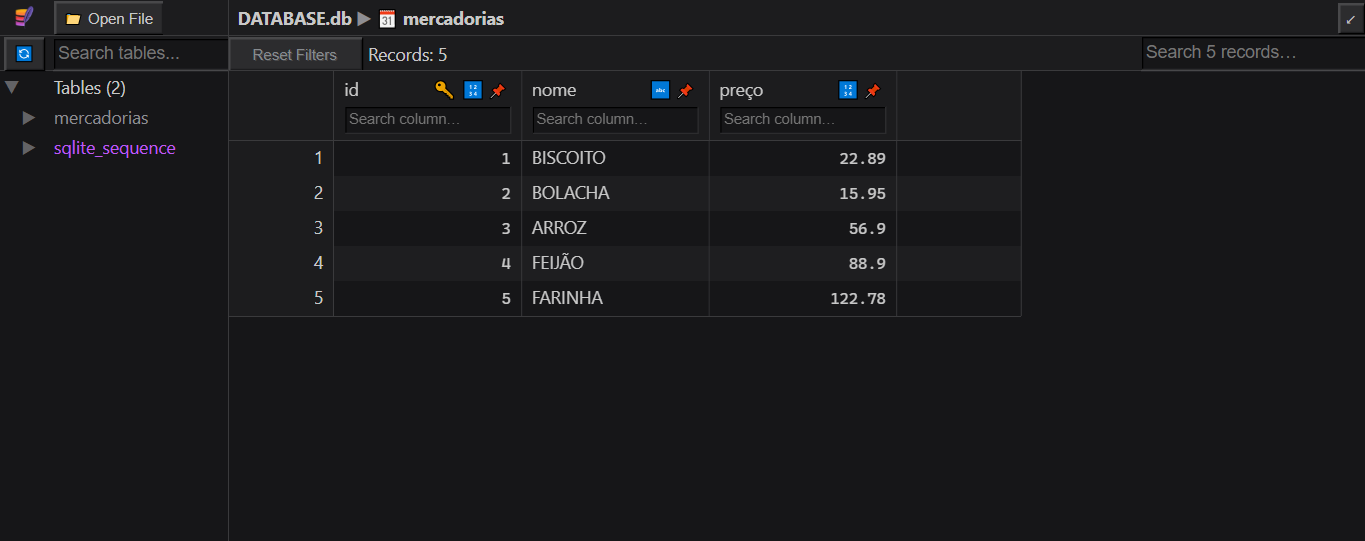 Open File
DATABASE.db ▶ mercadorias
Search tables...
Reset Filters
Records: 5
Search 5 records...
Tables (2)
mercadorias
sqlite_sequence
id nome preço
Search column... Search column... Search column...
1 1 BISCOITO 22.89
2 2 BOLACHA 15.95
3 3 ARROZ 56.9
4 4 FEIJÃO 88.9
5 5 FARINHA 122.78